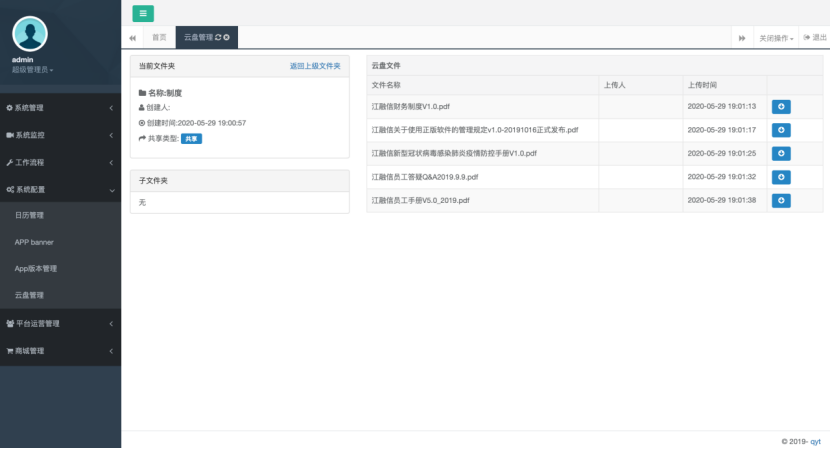 首页
云盘管理
关闭操作
退出
admin
超级管理员
系统管理
系统监控
工作流程
系统配置
日历管理
APP banner
App版本管理
云盘管理
平台运营管理
商城管理
当前文件夹 返回上级文件夹
名称:制度
创建人:
创建时间:2020-05-29 19:00:57
共享类型: 共享
子文件夹
无
云盘文件
文件名称 上传人 上传时间
江融信财务制度V1.0.pdf 2020-05-29 19:01:13
江融信关于使用正版软件的管理规定v1.0-20191016正式发布.pdf 2020-05-29 19:01:17
江融信新型冠状病毒感染肺炎疫情防控手册V1.0.pdf 2020-05-29 19:01:25
江融信员工答疑Q&A2019.9.9.pdf 2020-05-29 19:01:32
江融信员工手册V5.0_2019.pdf 2020-05-29 19:01:38
© 2019- qyt